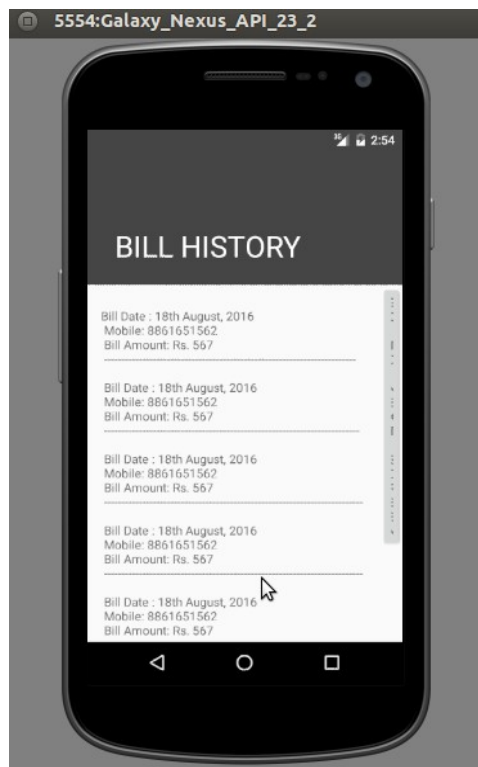 5554:Galaxy_Nexus_API_23_2
3G 2:54
BILL HISTORY
Bill Date : 18th August, 2016
Mobile: 8861651562
Bill Amount: Rs. 567
Bill Date : 18th August, 2016
Mobile: 8861651562
Bill Amount: Rs. 567
Bill Date : 18th August, 2016
Mobile: 8861651562
Bill Amount: Rs. 567
Bill Date : 18th August, 2016
Mobile: 8861651562
Bill Amount: Rs. 567
Bill Date : 18th August, 2016
Mobile: 8861651562
Bill Amount: Rs. 567